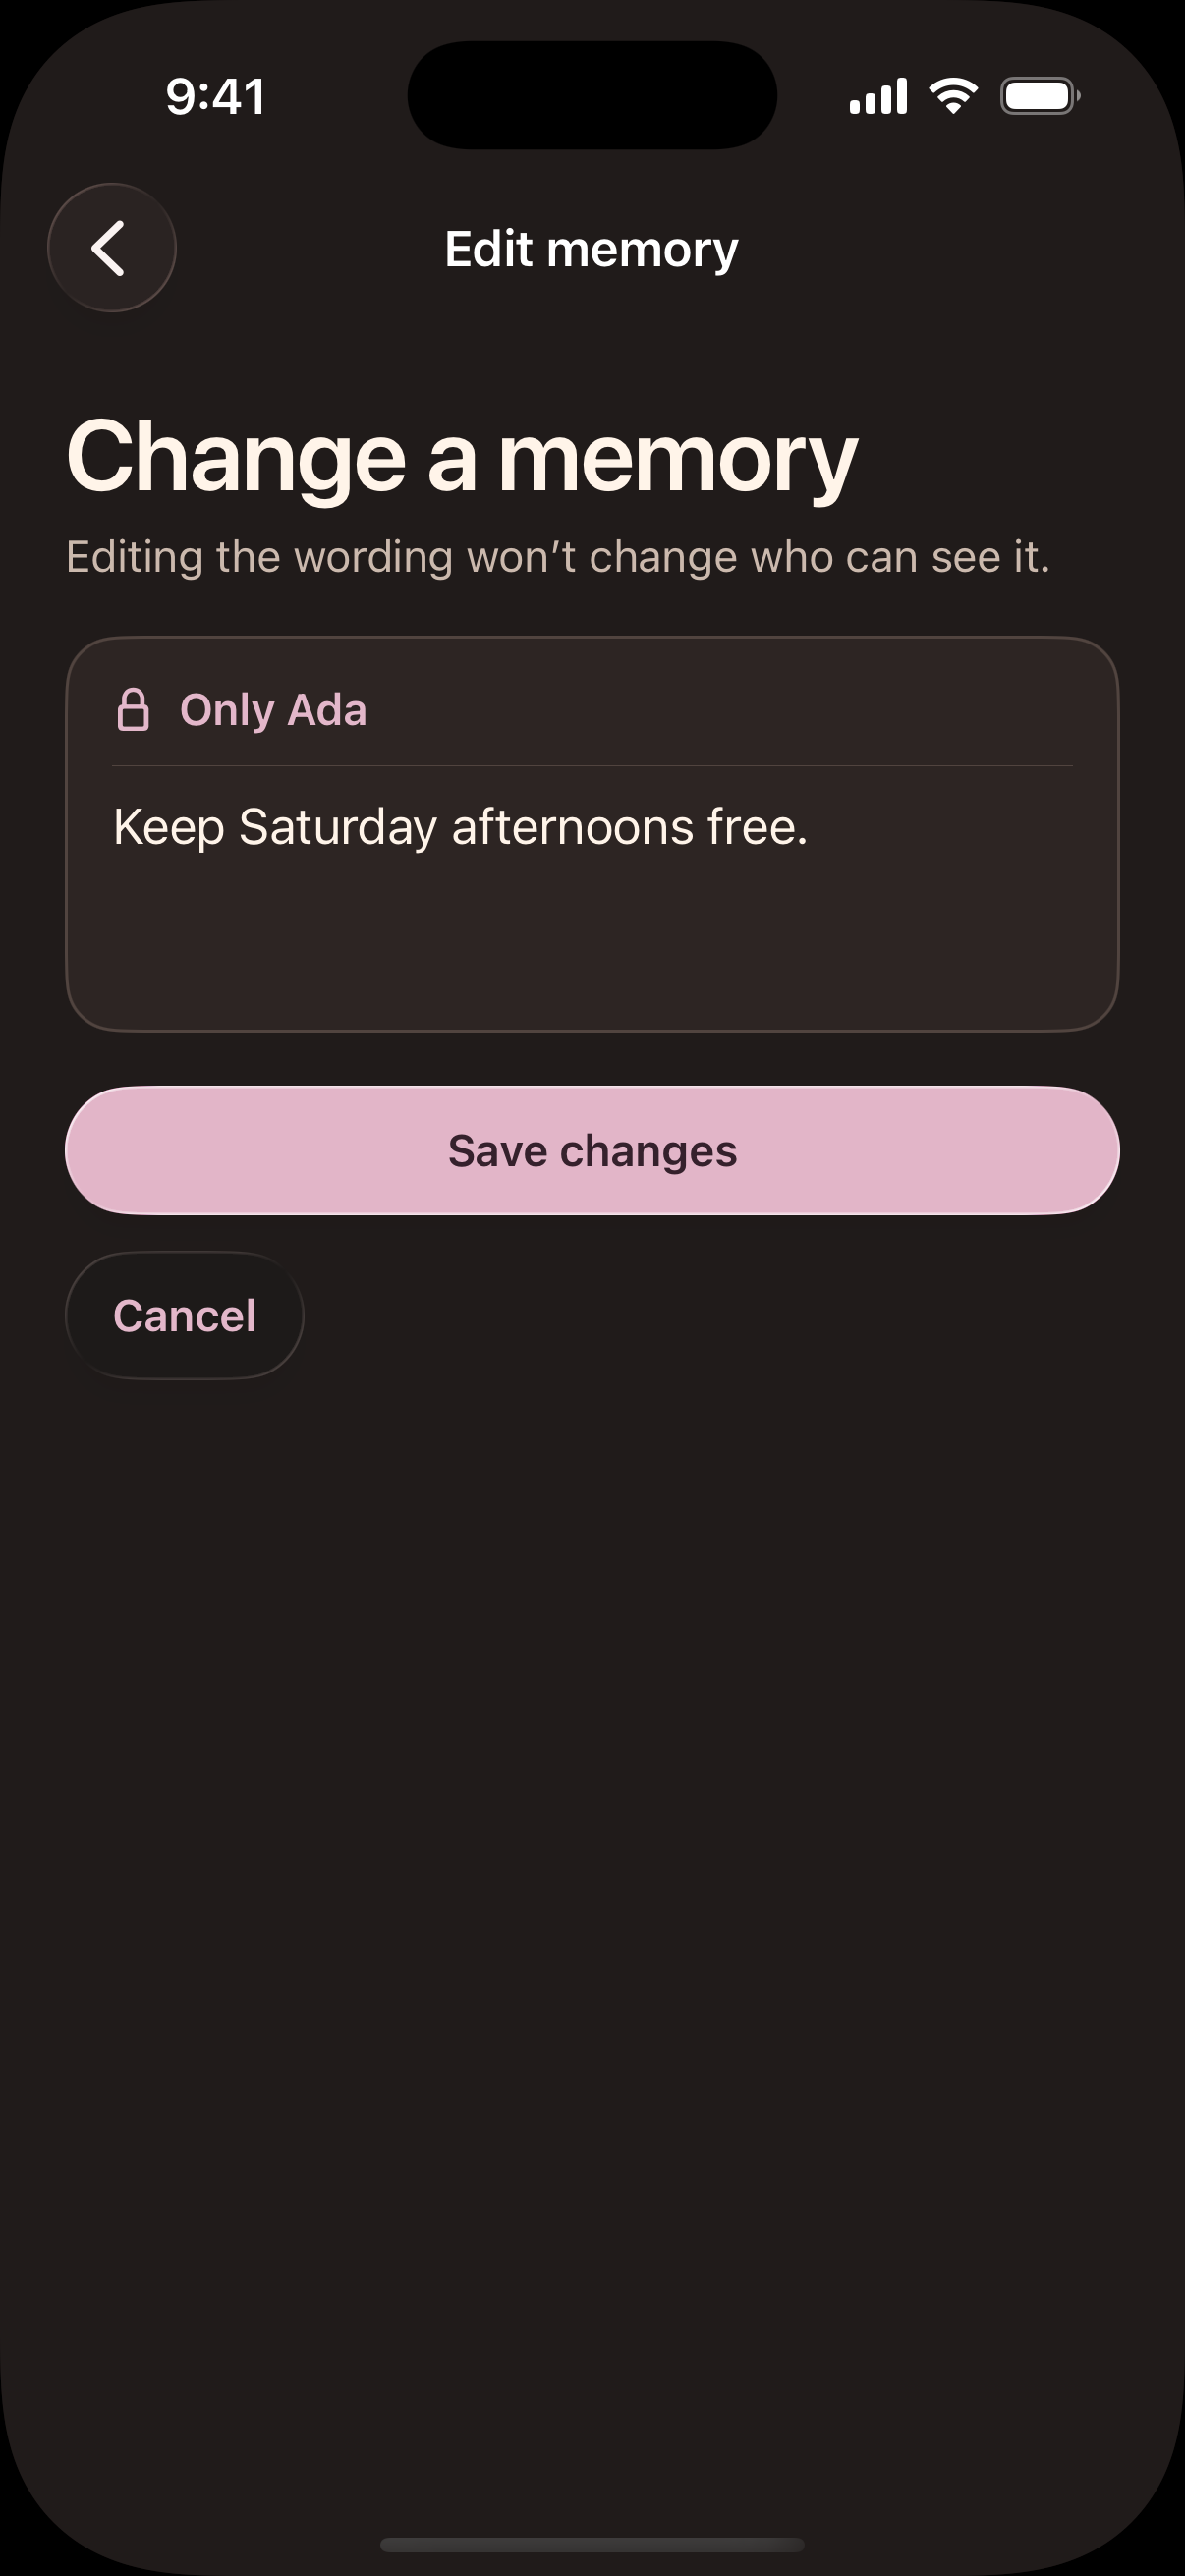 9:41
Edit memory
Change a memory
Editing the wording won’t change who can see it.
Only Ada
Keep Saturday afternoons free.
Save changes
Cancel